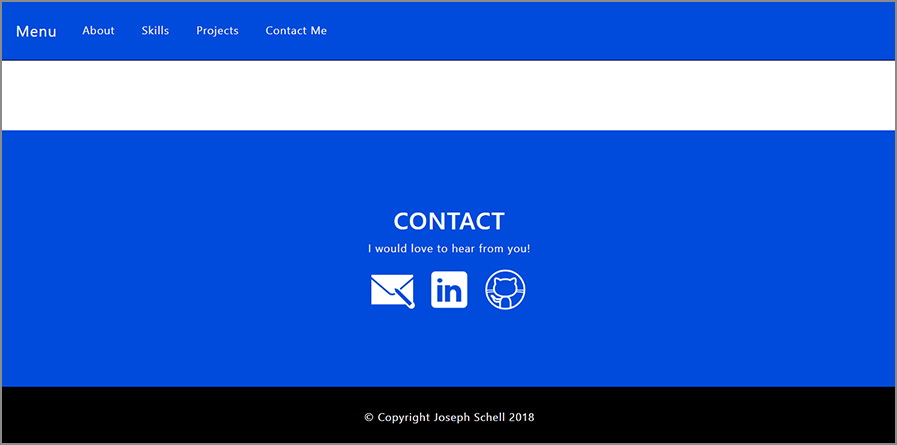 Menu About Skills Projects Contact Me
CONTACT
I would love to hear from you!
in
© Copyright Joseph Schell 2018